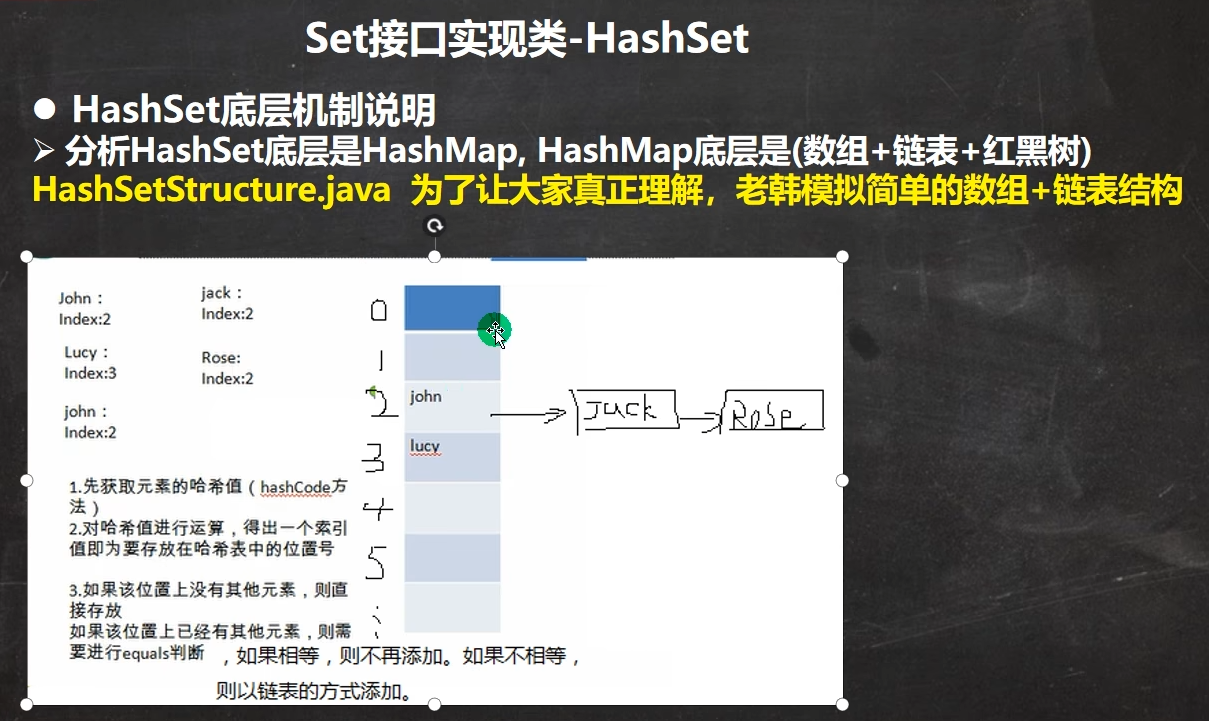 Set接口实现类-HashSet
● HashSet底层机制说明
➢ 分析HashSet底层是HashMap, HashMap底层是(数组+链表+红黑树)
HashSetStructure.java 为了让大家真正理解，老韩模拟简单的数组+链表结构
John：
Index:2
jack：
Index:2
Lucy：
Index:3
Rose:
Index:2
john：
Index:2
0
1
2 john Jack Rose
3 lucy
4
5
1.先获取元素的哈希值（hashCode方
法）
2.对哈希值进行运算，得出一个索引
值即为要存放在哈希表中的位置号
3.如果该位置上没有其他元素，则直
接存放
如果该位置上已经有其他元素，则需
要进行equals判断，如果相等，则不再添加。如果不相等，
则以链表的方式添加。